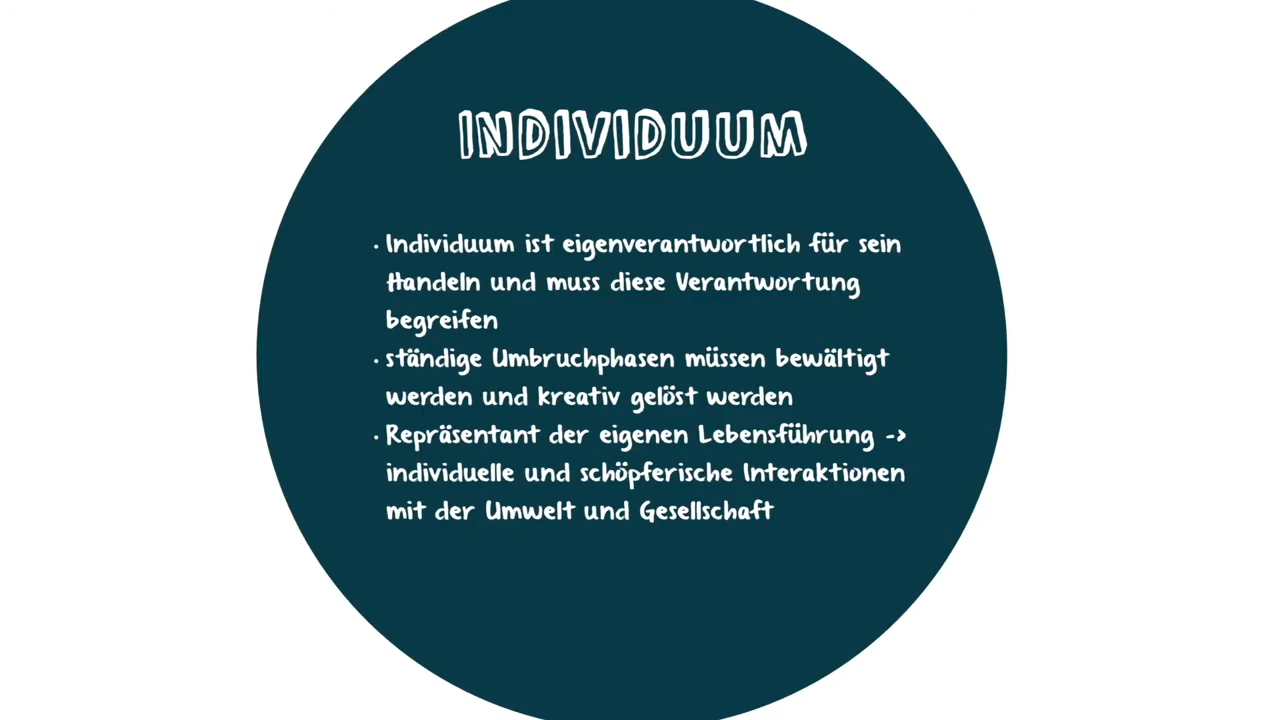 INDIVIDUUM
· Individuum ist eigenverantwortlich für sein
Handeln und muss diese Verantwortung
begreifen
· ständige Umbruchphasen müssen bewältigt
werden und kreativ gelöst werden
· Repräsentant der eigenen Lebensführung ->
individuelle und schöpferische Interaktionen
mit der Umwelt und Gesellschaft